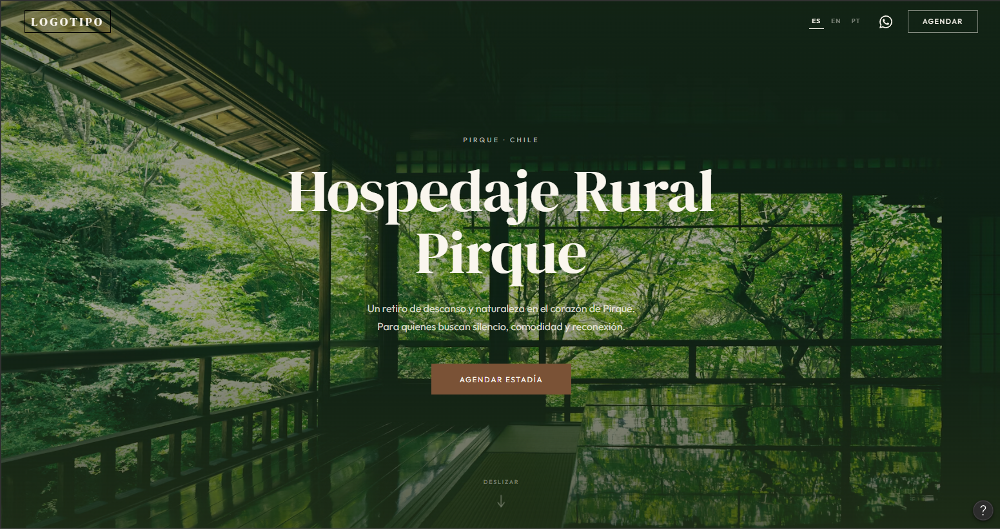 LOGOTIPO
ES EN PT
AGENDAR
PIRQUE · CHILE
Hospedaje Rural
Pirque
Un retiro de descanso y naturaleza en el corazón de Pirque.
Para quienes buscan silencio, comodidad y reconexión.
AGENDAR ESTADÍA
DESLIZAR
?